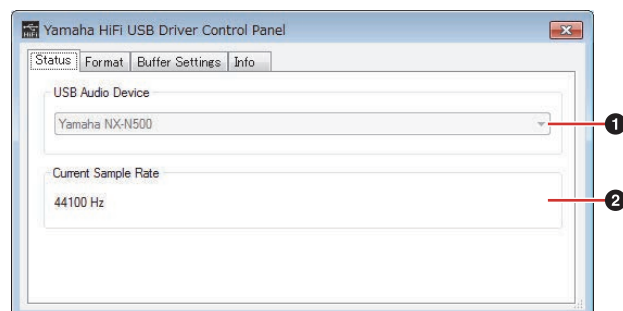 HiFi
Yamaha HiFi USB Driver Control Panel
Status Format Buffer Settings Info
USB Audio Device
Yamaha NX-N500
1
Current Sample Rate
44100 Hz
2